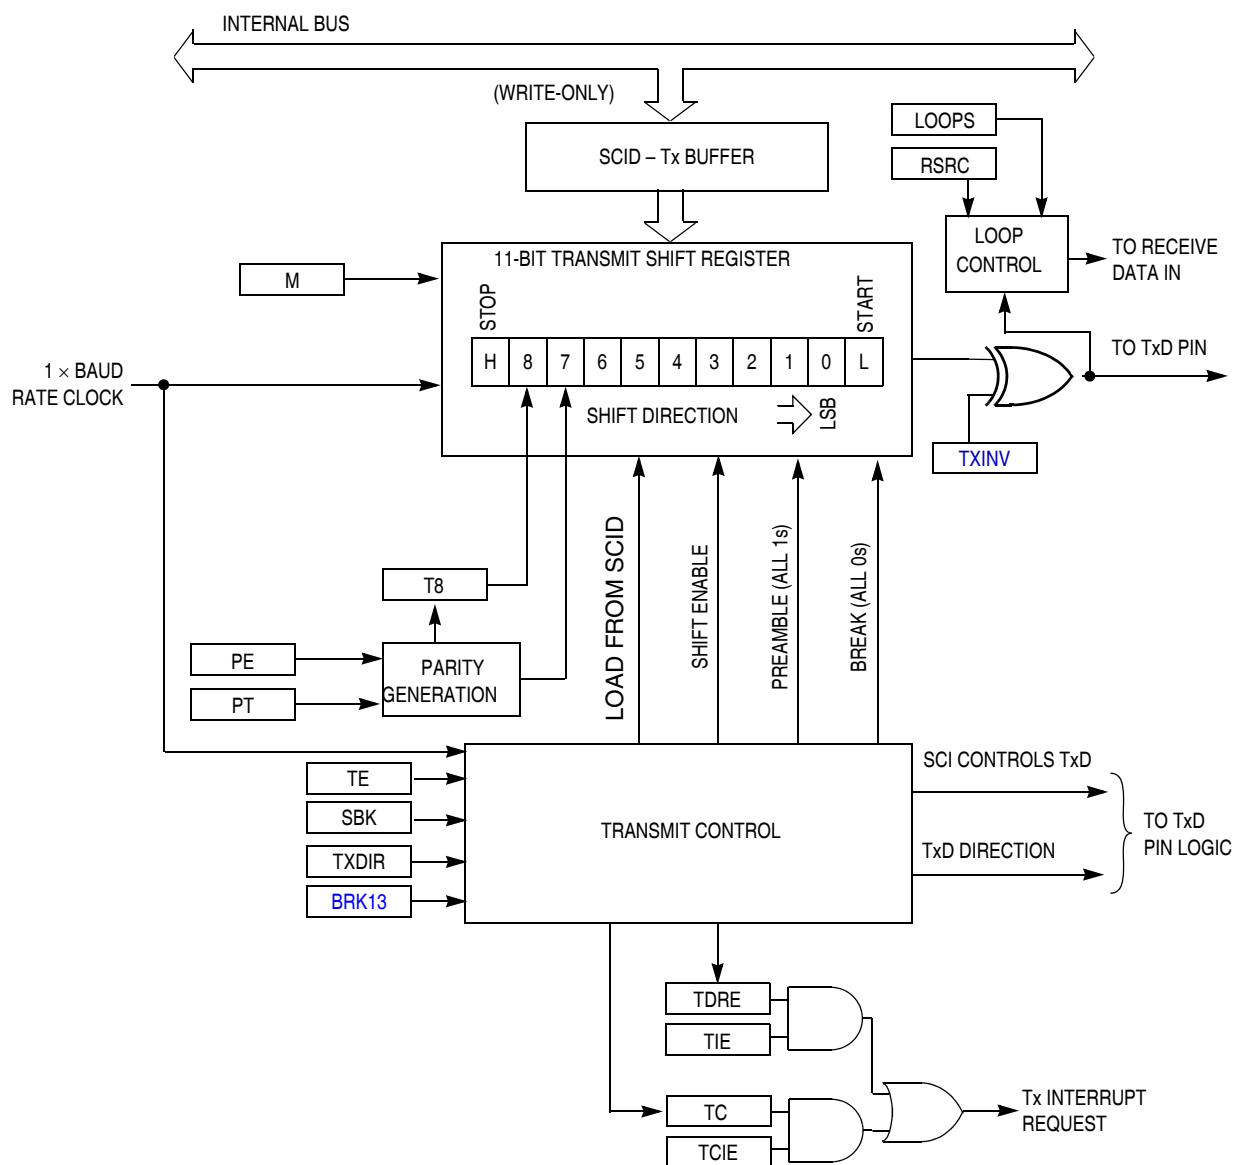 INTERNAL BUS
(WRITE-ONLY)
LOOPS
SCID – Tx BUFFER
RSRC
LOOP
CONTROL
TO RECEIVE
DATA IN
11-BIT TRANSMIT SHIFT REGISTER
M
STOP
START
H 8 7 6 5 4 3 2 1 0 L
TO TxD PIN
1 × BAUD
RATE CLOCK
SHIFT DIRECTION
LSB
TXINV
LOAD FROM SCID
SHIFT ENABLE
PREAMBLE (ALL 1s)
BREAK (ALL 0s)
T8
PE
PARITY
GENERATION
PT
SCI CONTROLS TxD
TE
SBK
TRANSMIT CONTROL
TO TxD
PIN LOGIC
TXDIR
TxD DIRECTION
BRK13
TDRE
TIE
TC
Tx INTERRUPT
REQUEST
TCIE